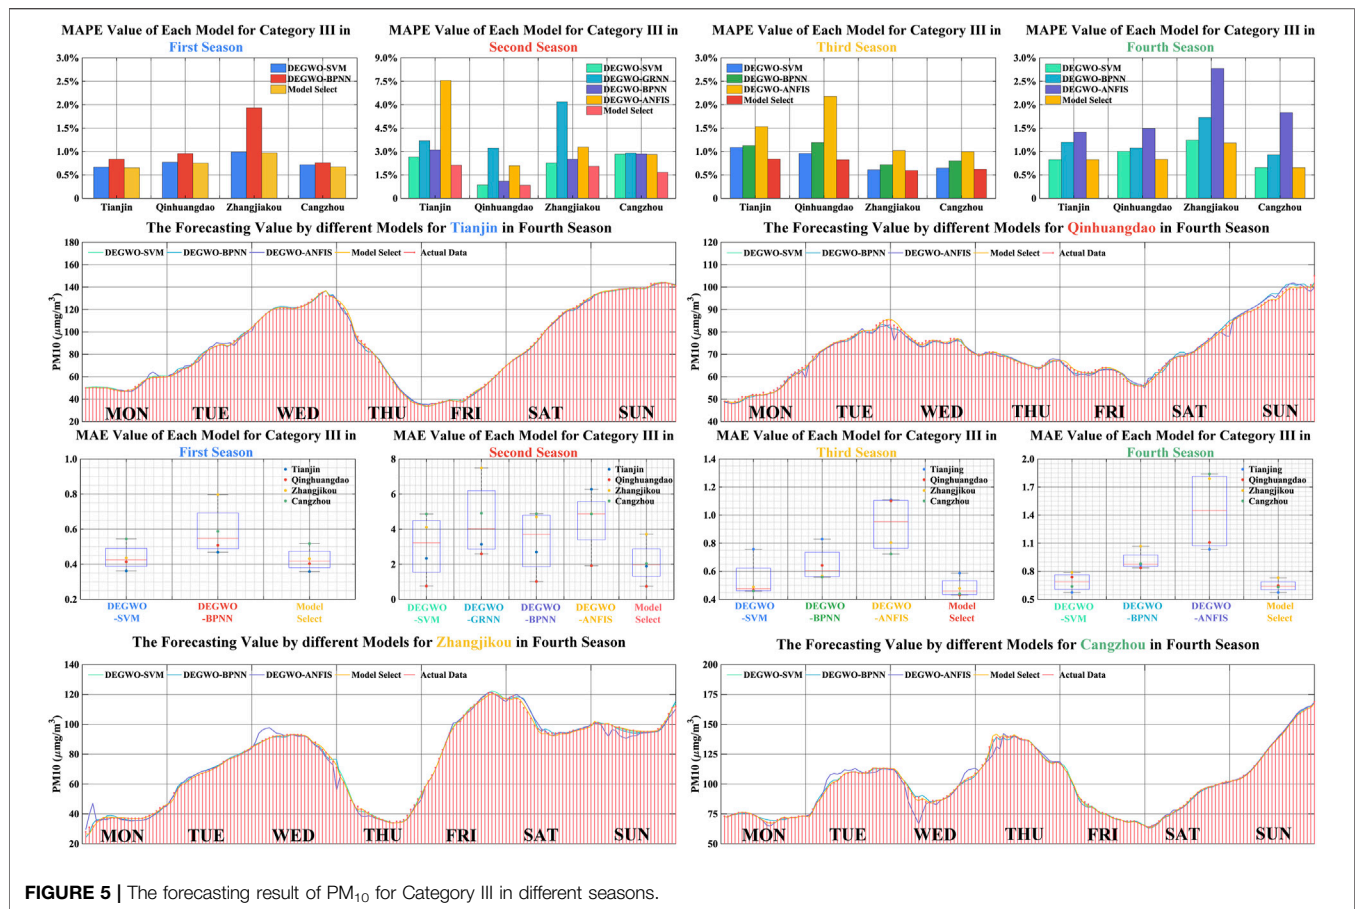 MAPE Value of Each Model for Category III in
First Season
3.0%
2.5%
2.0%
1.5%
1.0%
0.5%
0
DEGWO-SVM
DEGWO-BPNN
Model Select
Tianjin Qinhuangdao Zhangjiakou Cangzhou
MAPE Value of Each Model for Category III in
Second Season
9.0%
7.5%
6.0%
4.5%
3.0%
1.5%
0
DEGWO-SVM
DEGWO-GRNN
DEGWO-BPNN
DEGWO-ANFIS
Model Select
Tianjin Qinhuangdao Zhangjiakou Cangzhou
MAPE Value of Each Model for Category III in
Third Season
3.0%
2.5%
2.0%
1.5%
1.0%
0.5%
0
DEGWO-SVM
DEGWO-BPNN
DEGWO-ANFIS
Model Select
Tianjin Qinhuangdao Zhangjiakou Cangzhou
MAPE Value of Each Model for Category III in
Fourth Season
3.0%
2.5%
2.0%
1.5%
1.0%
0.5%
0
DEGWO-SVM
DEGWO-BPNN
DEGWO-ANFIS
Model Select
Tianjin Qinhuangdao Zhangjiakou Cangzhou
The Forecasting Value by different Models for Tianjin in Fourth Season
180
160
140
120
100
80
60
40
20
PM10 (μmg/m³)
DEGWO-SVM DEGWO-BPNN DEGWO-ANFIS Model Select Actual Data
MON TUE WED THU FRI SAT SUN
The Forecasting Value by different Models for Qinhuangdao in Fourth Season
120
110
100
90
80
70
60
50
40
PM10 (μmg/m³)
DEGWO-SVM DEGWO-BPNN DEGWO-ANFIS Model Select Actual Data
MON TUE WED THU FRI SAT SUN
MAE Value of Each Model for Category III in
First Season
1.0
0.8
0.6
0.4
0.2
Tianjin
Qinghuangdao
Zhangjikou
Cangzhou
DEGWO DEGWO Model
-SVM -BPNN Select
MAE Value of Each Model for Category III in
Second Season
8
6
4
2
0
Tianjin
Qinghuangdao
Zhangjikou
Cangzhou
DEGWO DEGWO DEGWO DEGWO Model
-SVM -GRNN -BPNN -ANFIS Select
MAE Value of Each Model for Category III in
Third Season
1.4
1.2
1.0
0.8
0.6
0.4
Tianjing
Qinghuangdao
Zhangjikou
Cangzhou
DEGWO DEGWO DEGWO Model
-SVM -BPNN -ANFIS Select
MAE Value of Each Model for Category III in
Fourth Season
2.0
1.7
1.4
1.1
0.8
0.5
Tianjing
Qinghuangdao
Zhangjikou
Cangzhou
DEGWO DEGWO DEGWO Model
-SVM -BPNN -ANFIS Select
The Forecasting Value by different Models for Zhangjikou in Fourth Season
140
120
100
80
60
40
20
PM10 (μmg/m³)
DEGWO-SVM DEGWO-BPNN DEGWO-ANFIS Model Select Actual Data
MON TUE WED THU FRI SAT SUN
The Forecasting Value by different Models for Cangzhou in Fourth Season
200
175
150
125
100
75
50
PM10 (μmg/m³)
DEGWO-SVM DEGWO-BPNN DEGWO-ANFIS Model Select Actual Data
MON TUE WED THU FRI SAT SUN
FIGURE 5 | The forecasting result of PM₁₀ for Category III in different seasons.